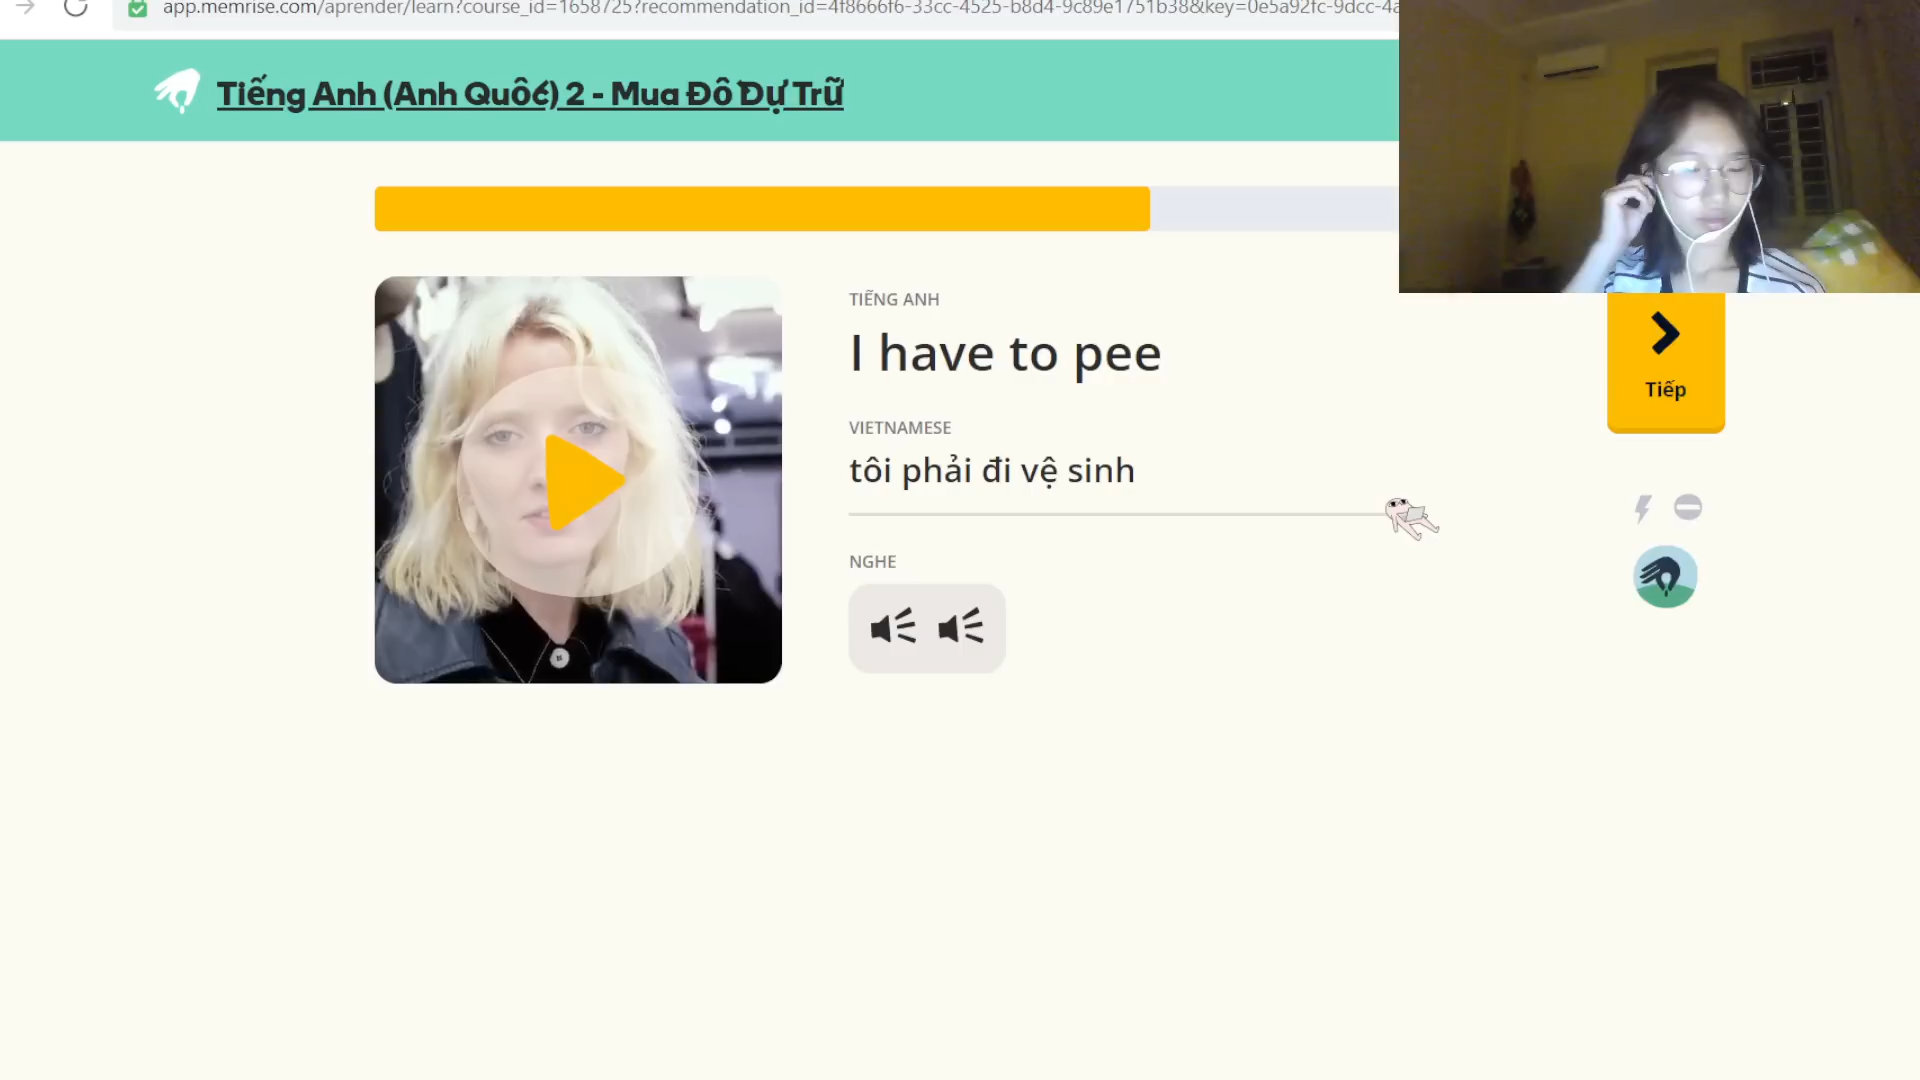 app.memrise.com/aprender/learn?course_id=1658725?recommendation_id=4f8666f6-33cc-4525-b8d4-9c89e1751b38&key=0e5a92fc-9dcc-4a
Tiếng Anh (Anh Quốc) 2 - Mua Đồ Dự Trữ
TIẾNG ANH
I have to pee
VIETNAMESE
tôi phải đi vệ sinh
NGHE
Tiếp